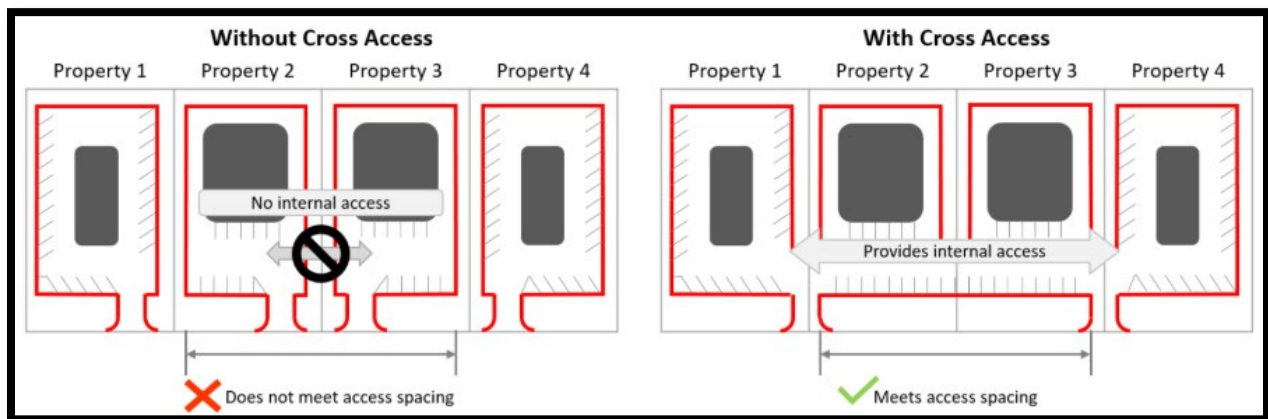 Without Cross Access
Property 1 Property 2 Property 3 Property 4
No internal access
Does not meet access spacing
With Cross Access
Property 1 Property 2 Property 3 Property 4
Provides internal access
Meets access spacing